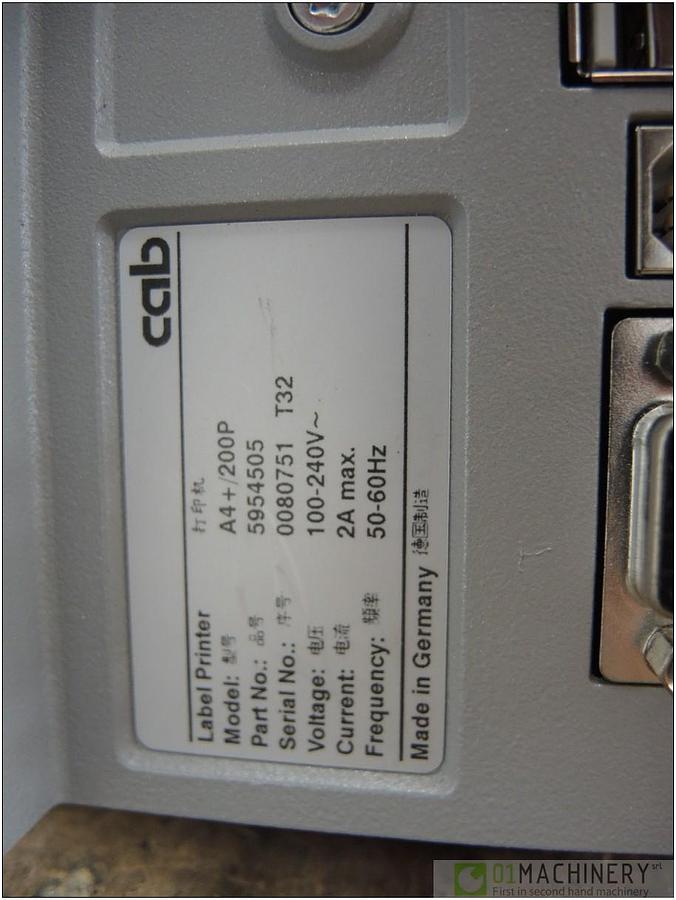 cab
Label Printer 打印机
Model: 型号 A4+/200P
Part No.: 品号 5954505
Serial No.: 序号 0080751 T32
Voltage: 电压 100-240V~
Current: 电流 2A max.
Frequency: 频率 50-60Hz
Made in Germany 德国制造
01MACHINERY srl
First in second hand machinery